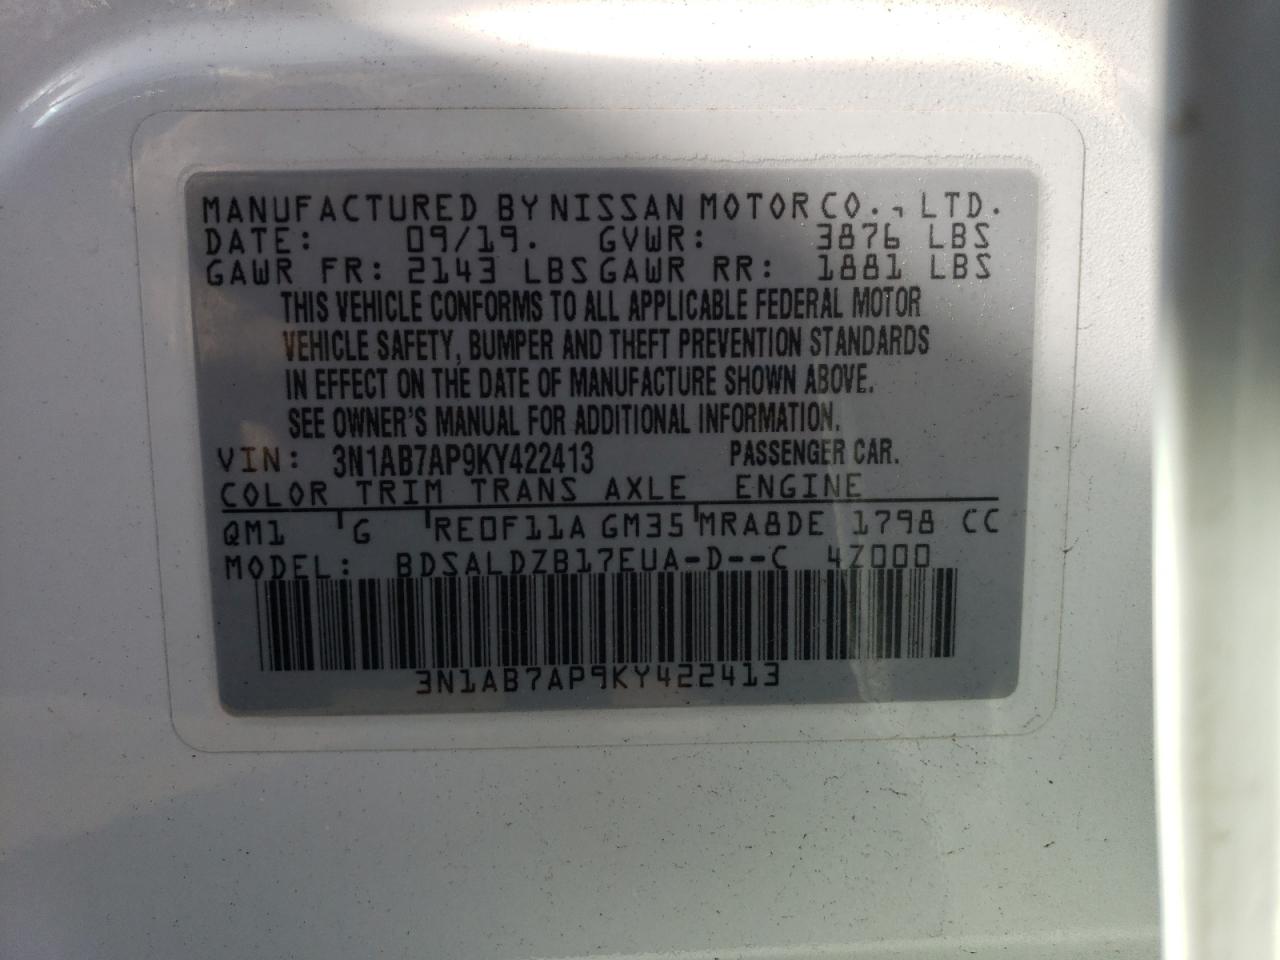 MANUFACTURED BY NISSAN MOTOR CO., LTD.
DATE: 09/19. GVWR: 3876 LBS
GAWR FR: 2143 LBS GAWR RR: 1881 LBS
THIS VEHICLE CONFORMS TO ALL APPLICABLE FEDERAL MOTOR
VEHICLE SAFETY, BUMPER AND THEFT PREVENTION STANDARDS
IN EFFECT ON THE DATE OF MANUFACTURE SHOWN ABOVE.
SEE OWNER'S MANUAL FOR ADDITIONAL INFORMATION.
VIN: 3N1AB7AP9KY422413 PASSENGER CAR.
COLOR TRIM TRANS AXLE ENGINE
QM1 G RE0F11A GM35 MRA8DE 1798 CC
MODEL: BDSALDZB17EUA-D--C 4Z000
3N1AB7AP9KY422413